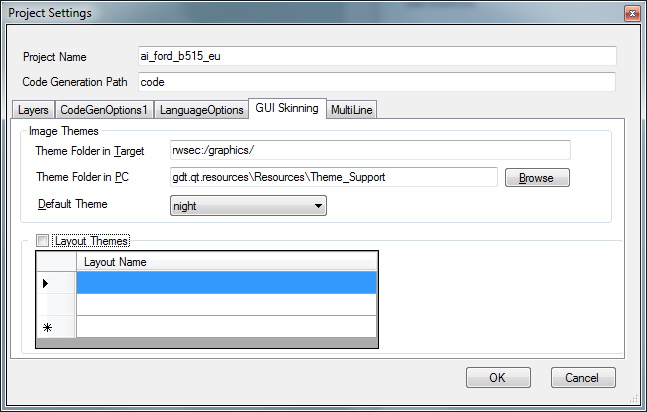 Project Settings
Project Name ai_ford_b515_eu
Code Generation Path code
Layers CodeGenOptions1 LanguageOptions GUI Skinning MultiLine
Image Themes
Theme Folder in Target rwsec:/graphics/
Theme Folder in PC gdt.qt.resources\Resources\Theme_Support Browse
Default Theme night
Layout Themes
Layout Name
OK Cancel